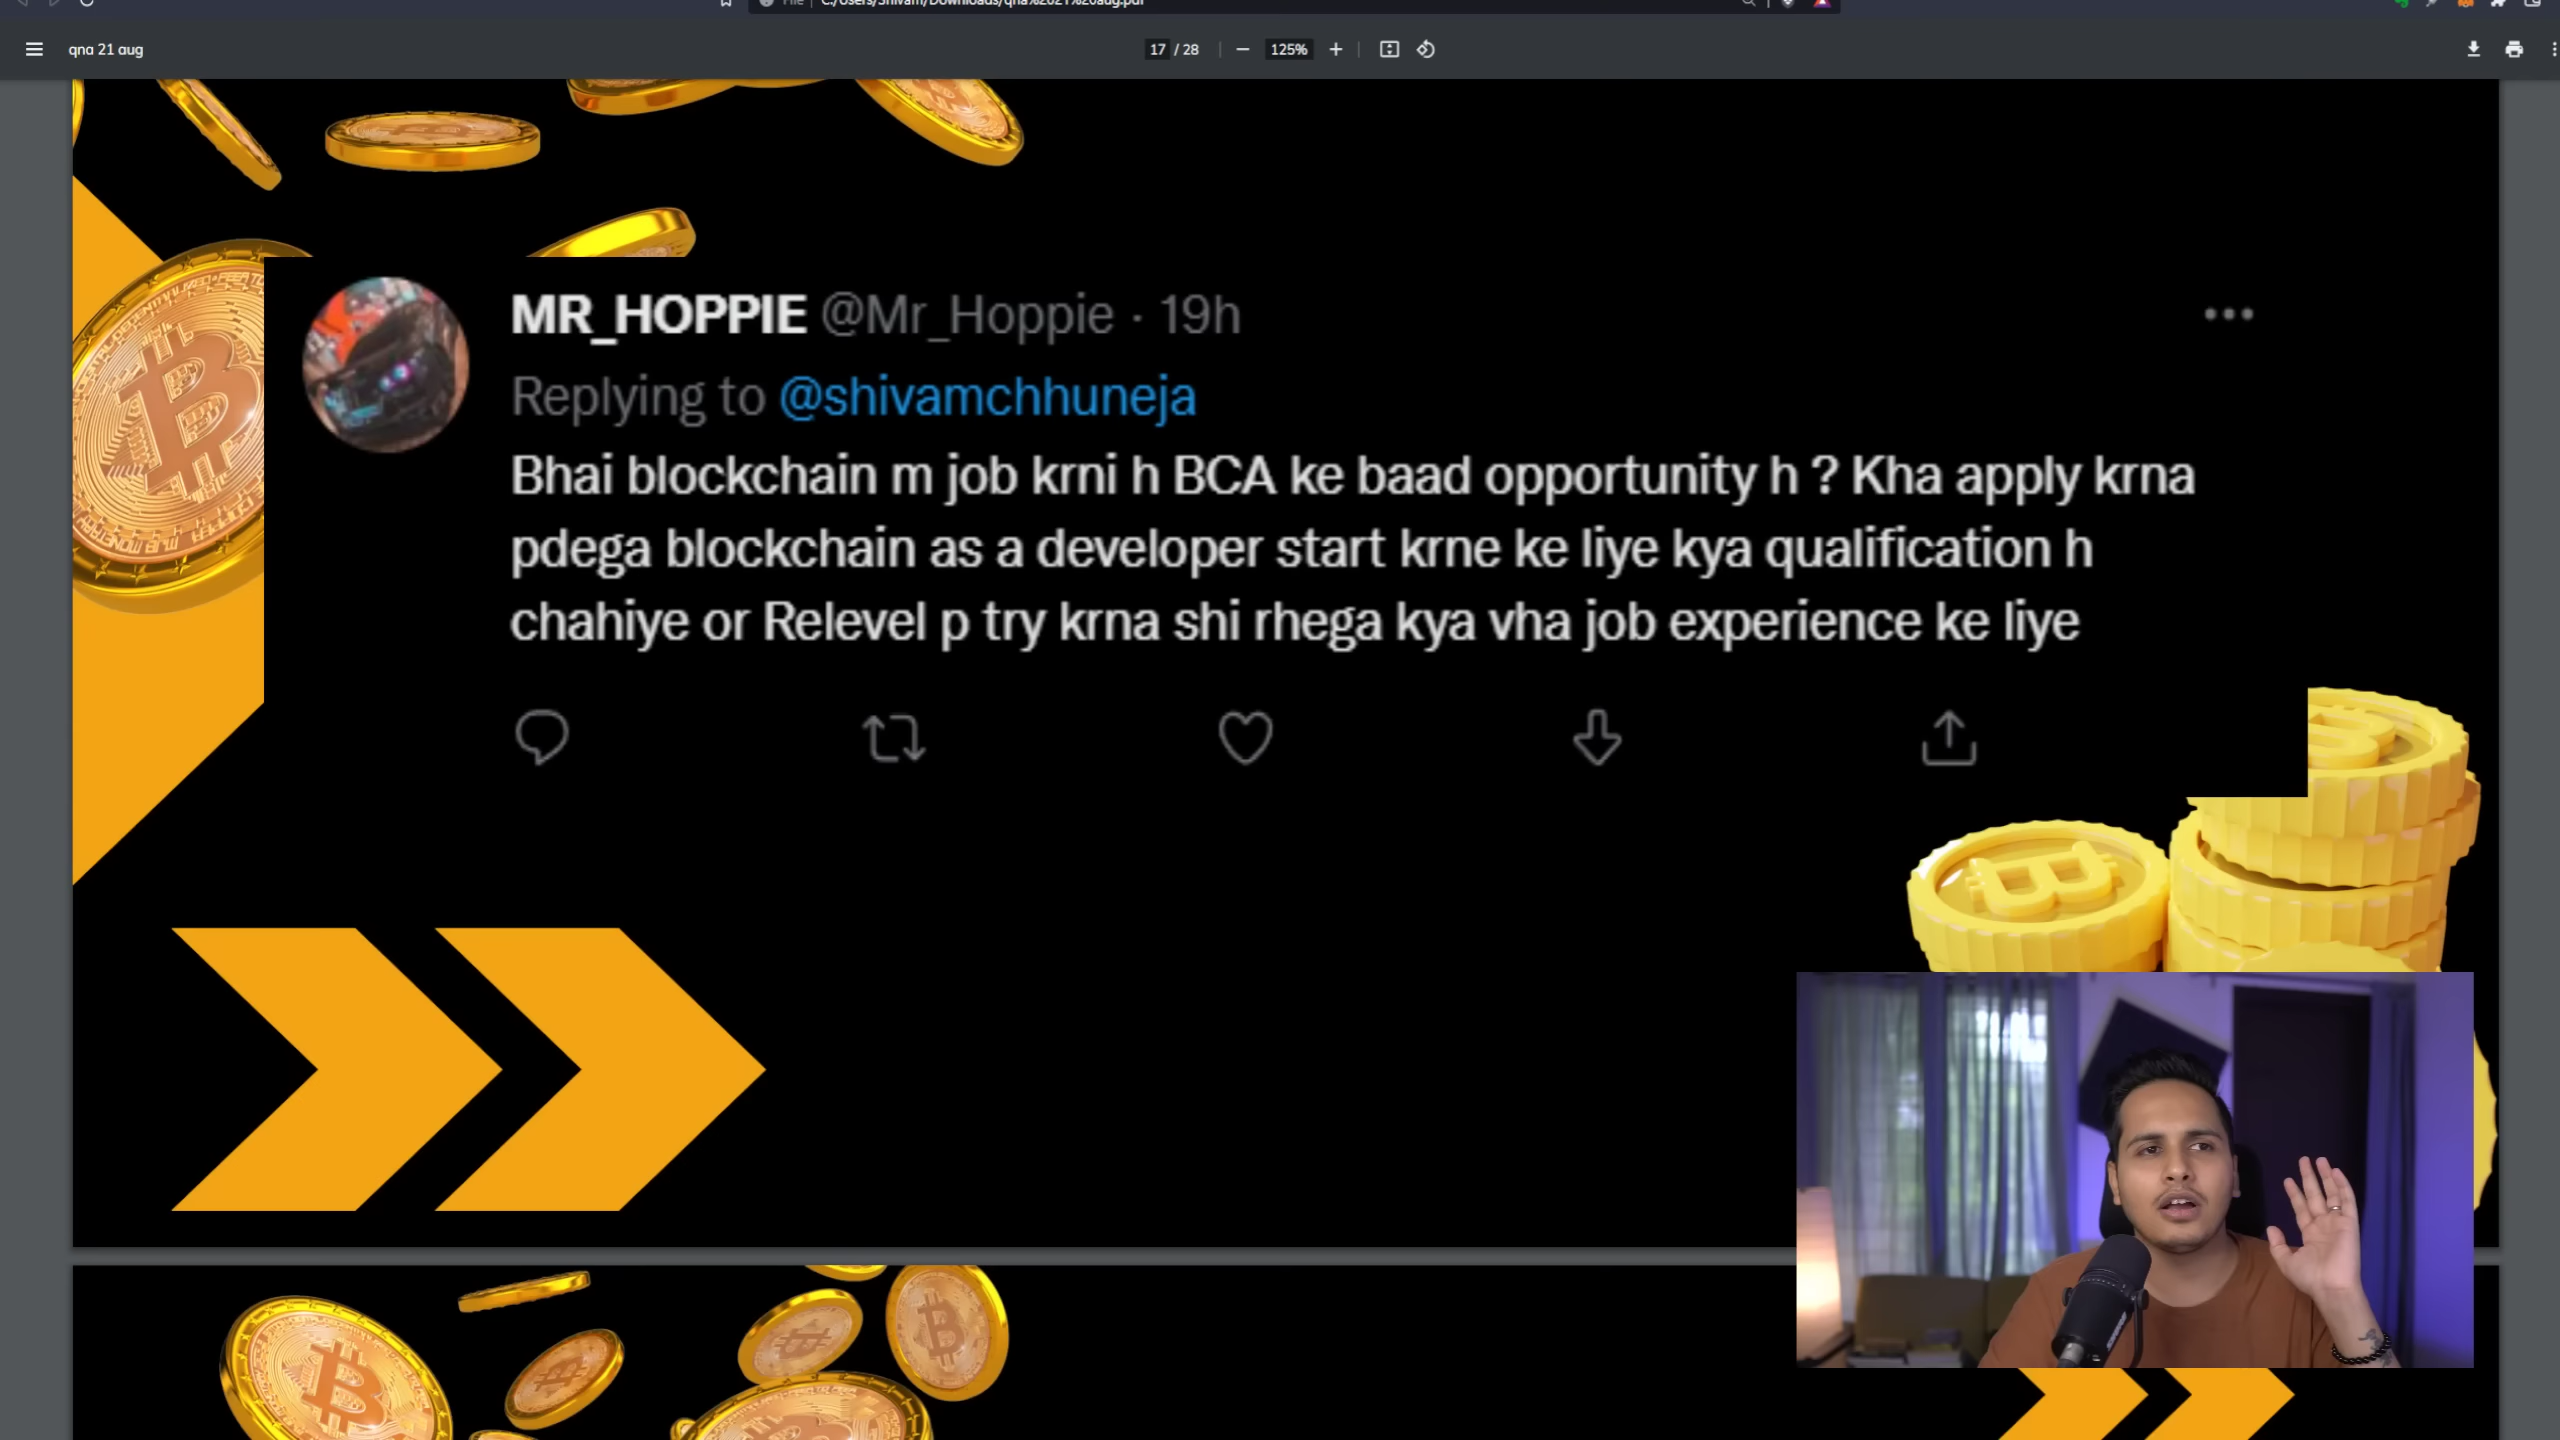 qna 21 aug
17 / 28
125%
MR_HOPPIE @Mr_Hoppie · 19h
Replying to @shivamchhuneja
Bhai blockchain m job krni h BCA ke baad opportunity h ? Kha apply krna
pdega blockchain as a developer start krne ke liye kya qualification h
chahiye or Relevel p try krna shi rhega kya vha job experience ke liye